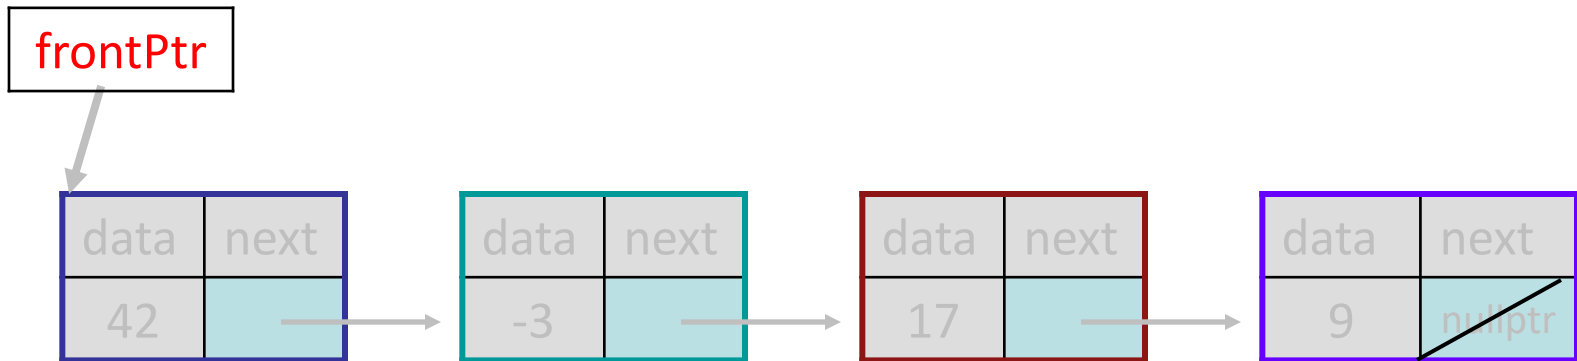 frontPtr
data next data next data next data next
42 -3 17 9 nullptr